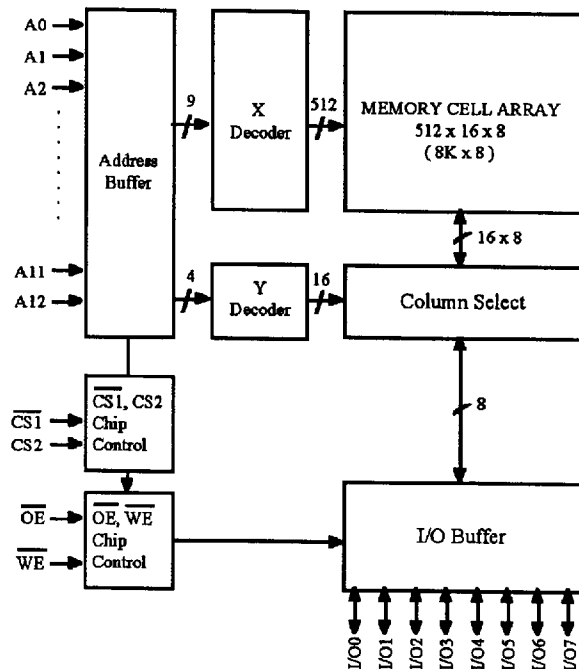 A0
A1
A2
A11
A12
Address
Buffer
9
X
Decoder
512
MEMORY CELL ARRAY
512 x 16 x 8
( 8K x 8 )
16 x 8
4
Y
Decoder
16
Column Select
8
CS1
CS2
CS1, CS2
Chip
Control
OE
WE
OE, WE
Chip
Control
I/O Buffer
I/O0
I/O1
I/O2
I/O3
I/O4
I/O5
I/O6
I/O7